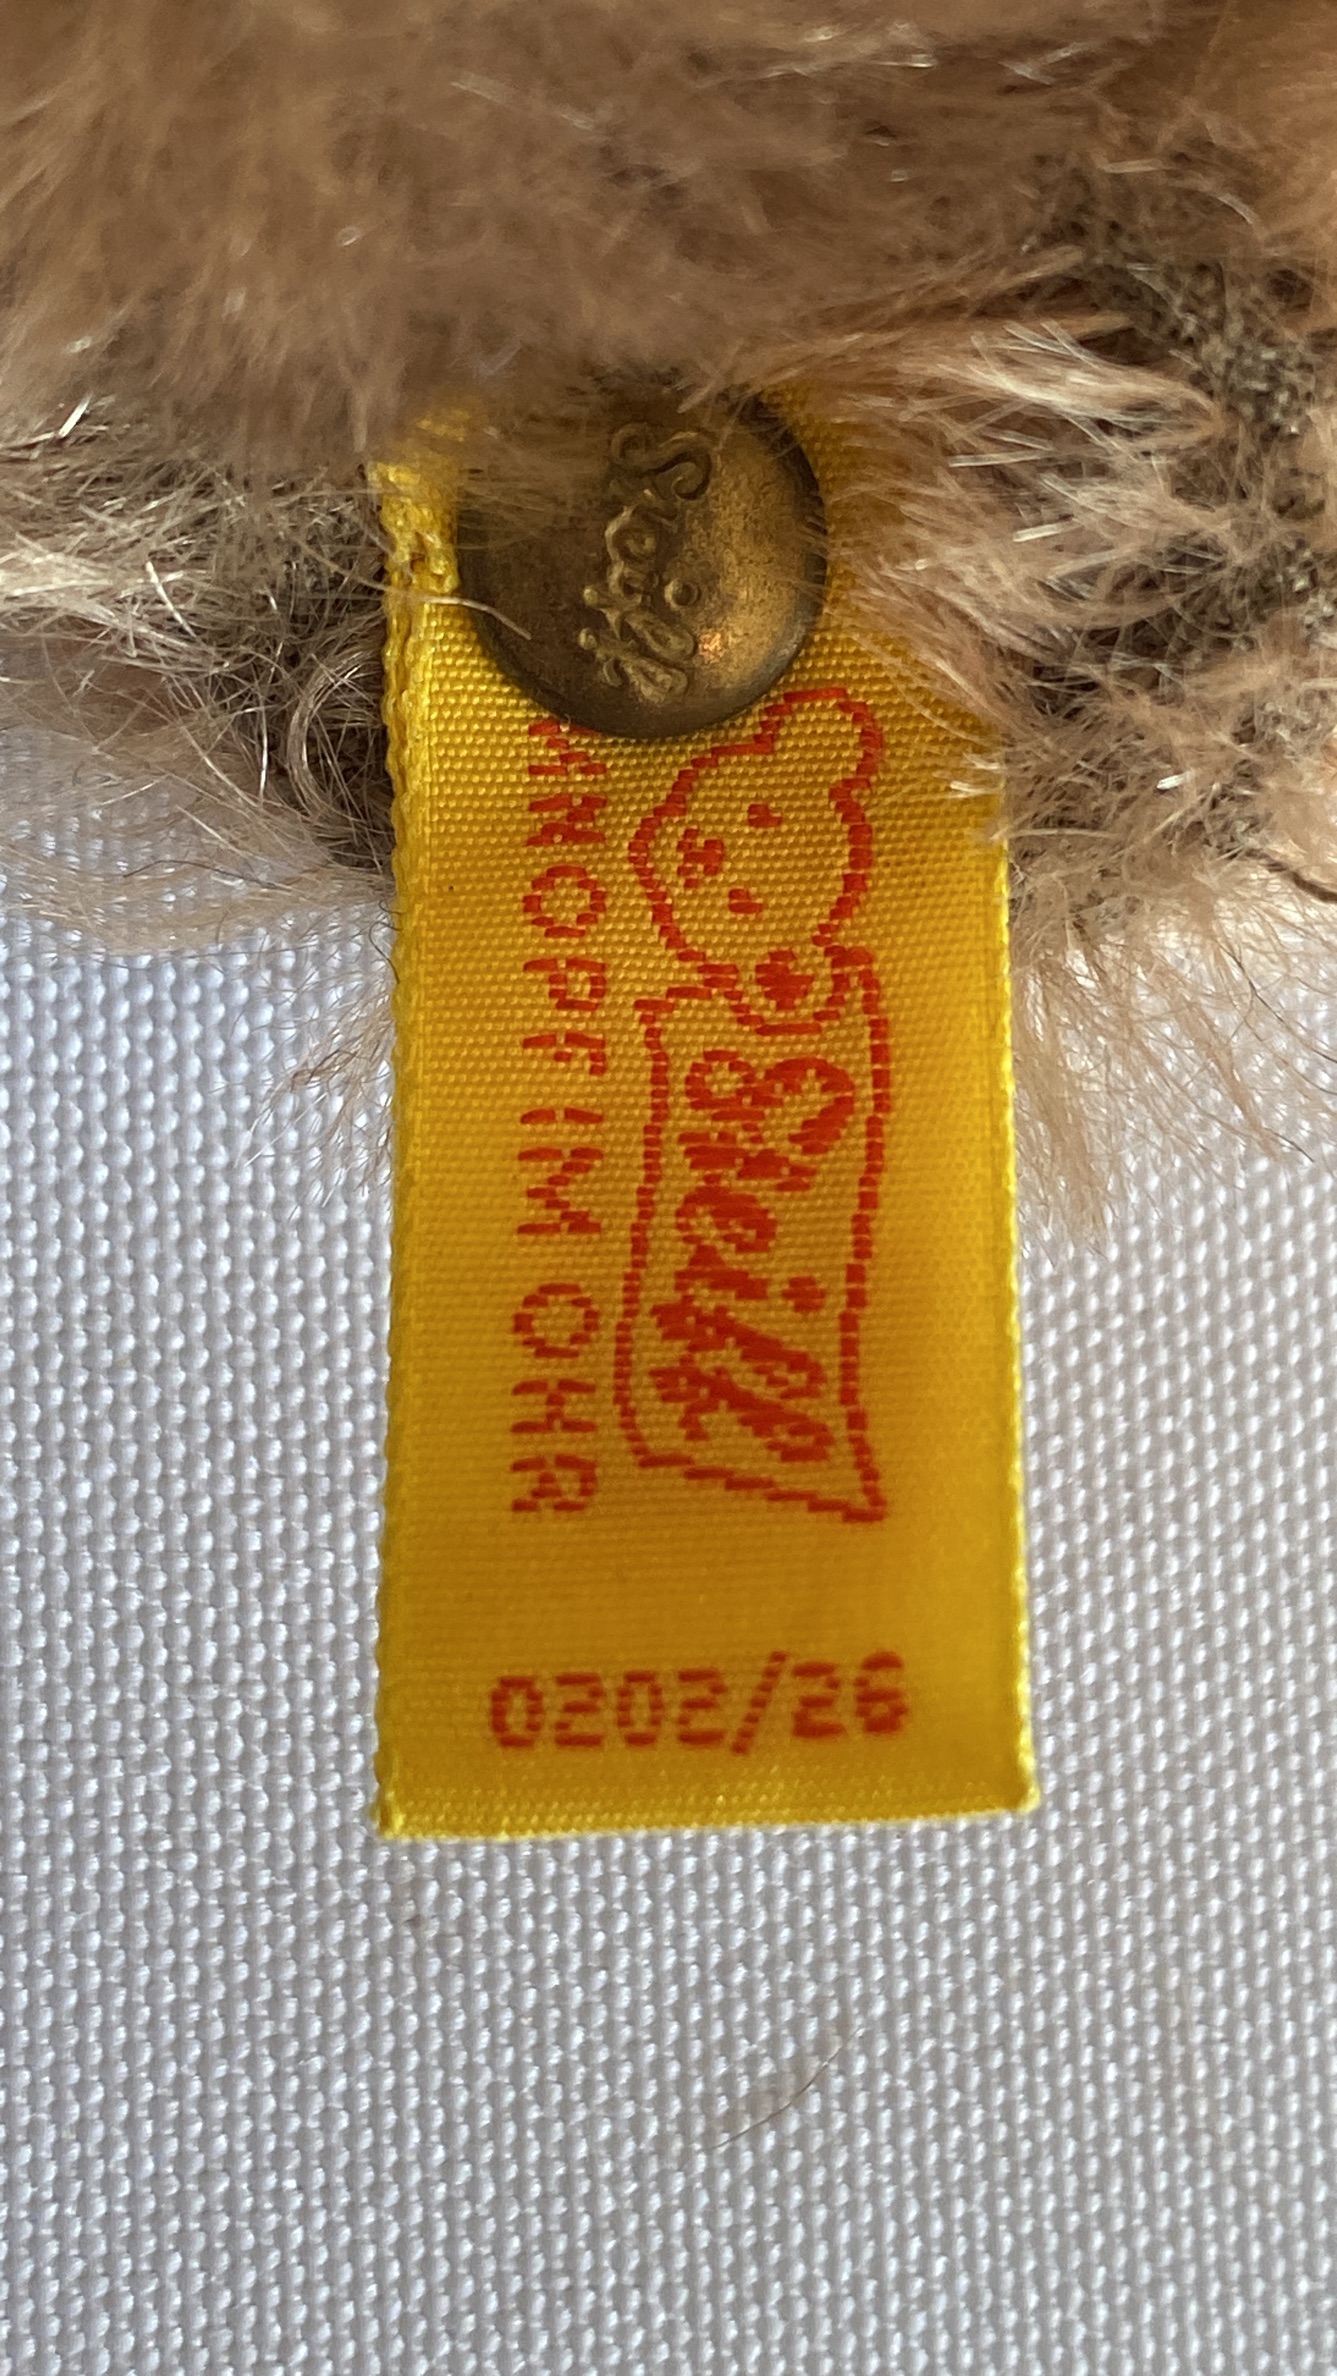 Steiff
Steiff
KNOPF IM OHR
0202/26